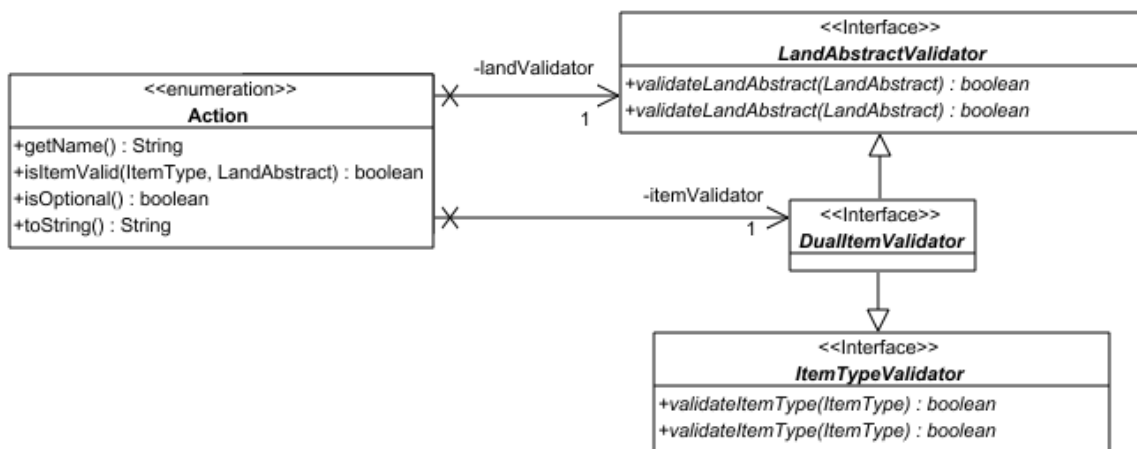 <<enumeration>>
Action
+getName() : String
+isItemValid(ItemType, LandAbstract) : boolean
+isOptional() : boolean
+toString() : String
-landValidator
1
-itemValidator
1
<<Interface>>
LandAbstractValidator
+validateLandAbstract(LandAbstract) : boolean
+validateLandAbstract(LandAbstract) : boolean
<<Interface>>
DualItemValidator
<<Interface>>
ItemTypeValidator
+validateItemType(ItemType) : boolean
+validateItemType(ItemType) : boolean